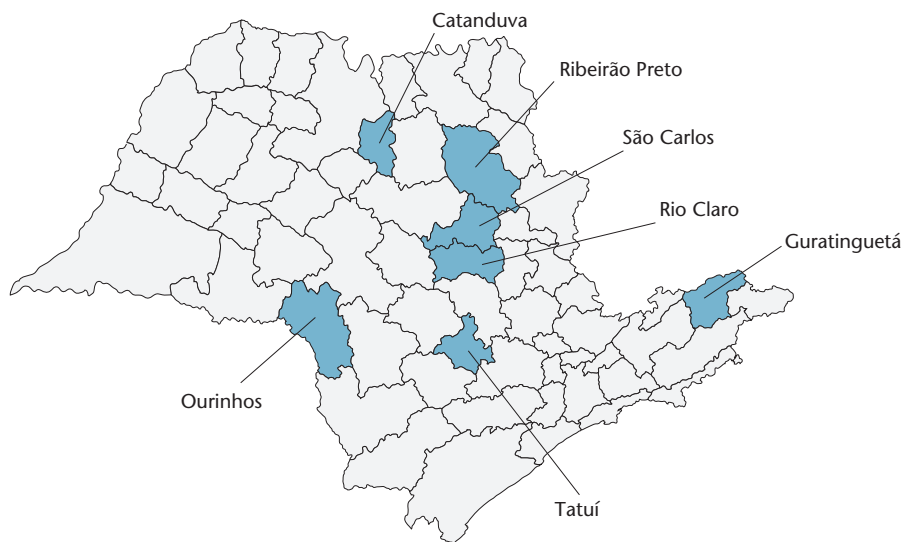 Catanduva
Ribeirão Preto
São Carlos
Rio Claro
Guratinguetá
Ourinhos
Tatuí